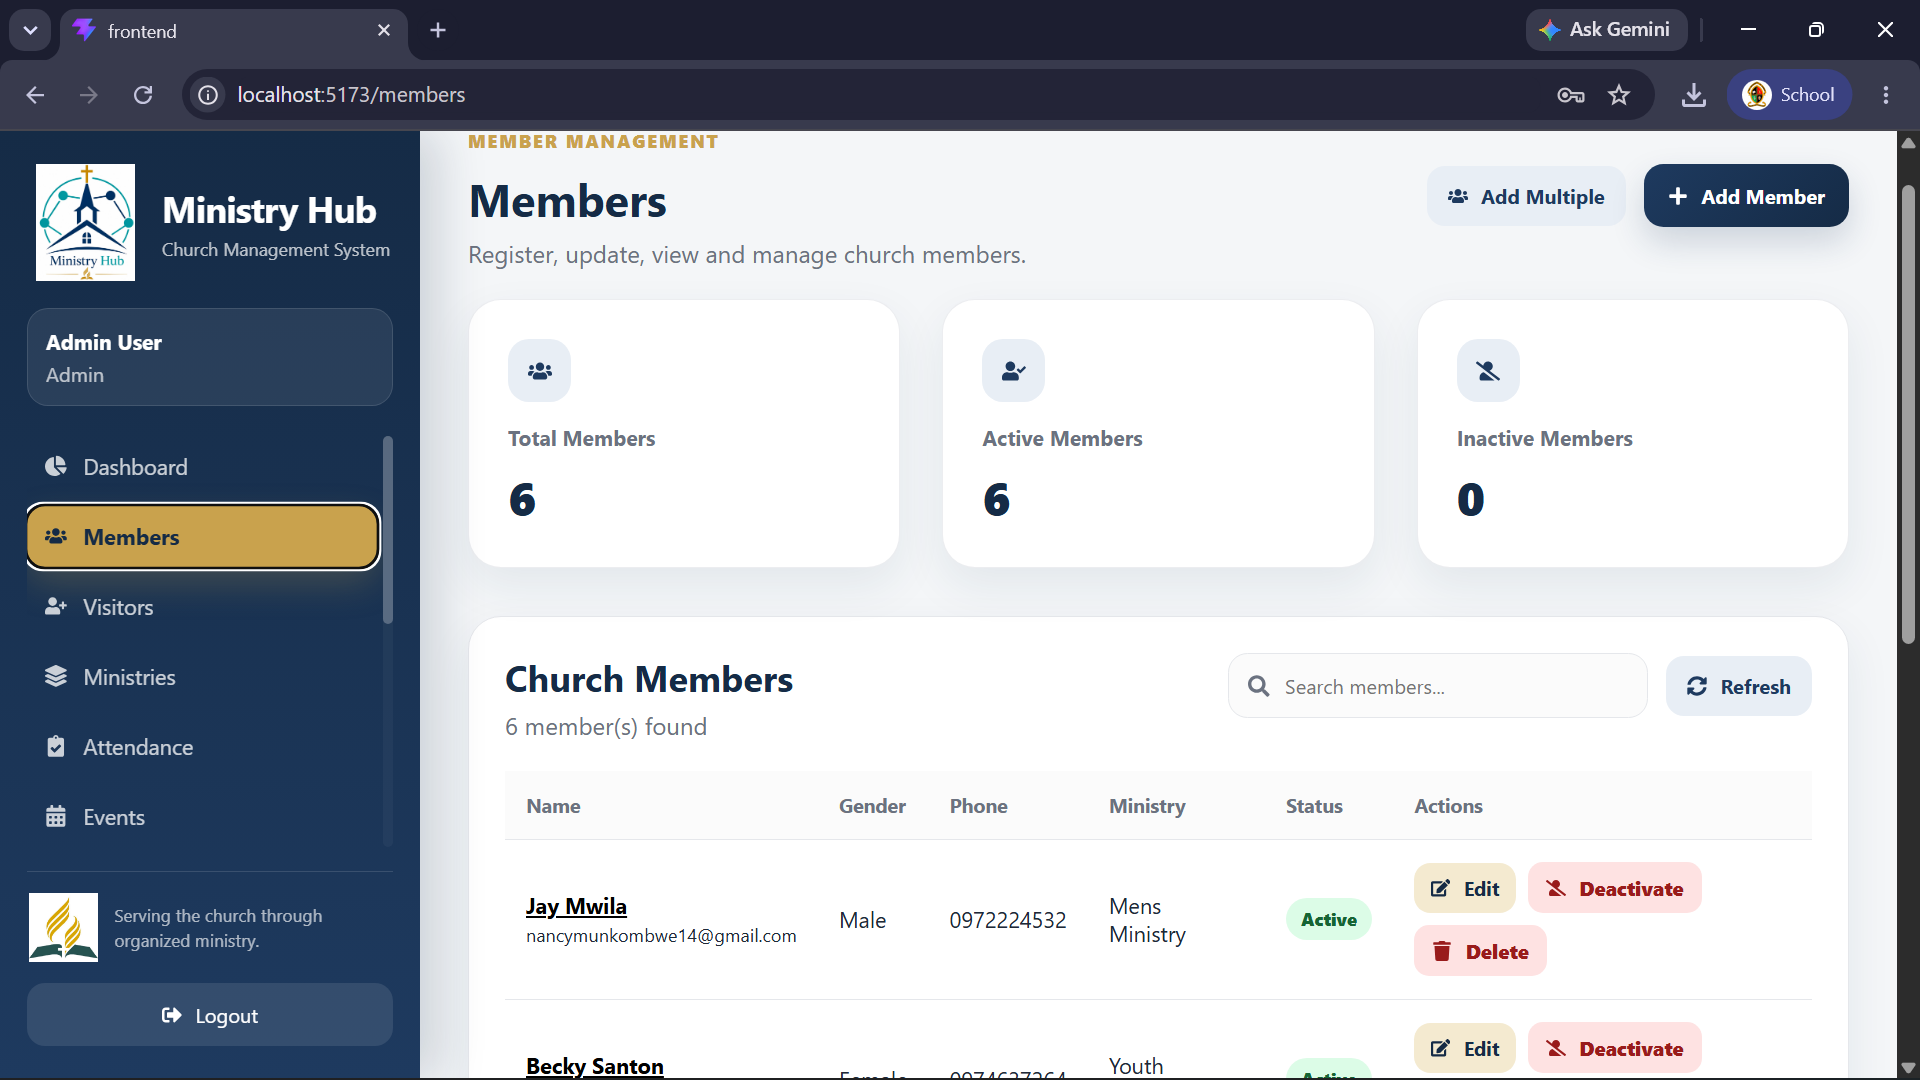 frontend
Ask Gemini
localhost:5173/members
School
Ministry Hub
Ministry Hub
Church Management System
Admin User
Admin
Dashboard
Members
Visitors
Ministries
Attendance
Events
Serving the church through
organized ministry.
Logout
MEMBER MANAGEMENT
Members
Register, update, view and manage church members.
Add Multiple
+ Add Member
Total Members
6
Active Members
6
Inactive Members
0
Church Members
6 member(s) found
Search members...
Refresh
Name Gender Phone Ministry Status Actions
Jay Mwila
nancymunkombwe14@gmail.com
Male
0972224532
Mens
Ministry
Active
Edit
Deactivate
Delete
Becky Santon
Female
0974637264
Youth
Active
Edit
Deactivate